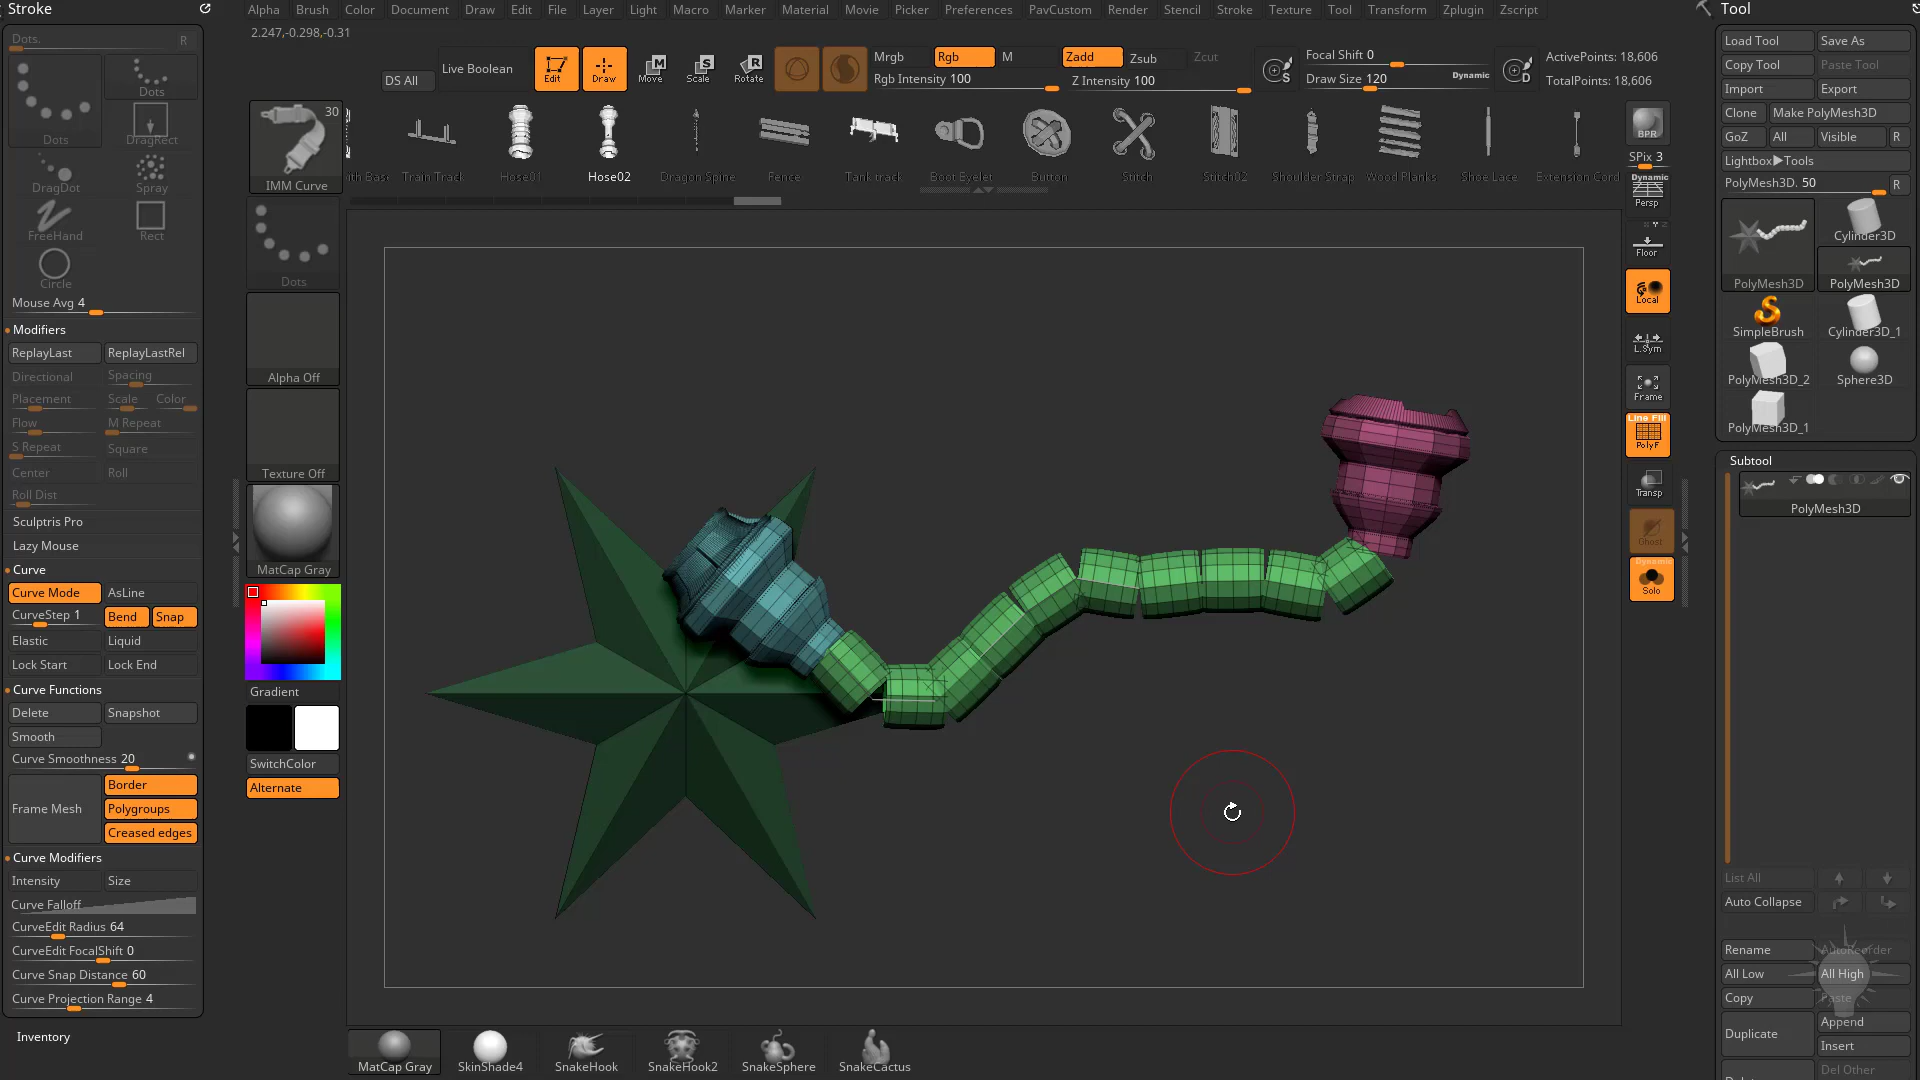 Stroke
Alpha Brush Color Document Draw Edit File Layer Light Macro Marker Material Movie Picker Preferences PavCustom Render Stencil Stroke Texture Tool Transform Zplugin Zscript
Tool
2.247,-0.298,-0.31
Dots.
R
Dots
Dots
DragRect
DragDot
Spray
FreeHand
Rect
Circle
Mouse Avg 4
Modifiers
ReplayLast
ReplayLastRel
Directional
Spacing
Placement
Scale
Color
Flow
M Repeat
S Repeat
Square
Center
Roll
Roll Dist
Sculptris Pro
Lazy Mouse
Curve
Curve Mode
AsLine
CurveStep 1
Bend
Snap
Elastic
Liquid
Lock Start
Lock End
Curve Functions
Delete
Snapshot
Smooth
Curve Smoothness 20
Frame Mesh
Border
Polygroups
Creased edges
Curve Modifiers
Intensity
Size
Curve Falloff
CurveEdit Radius 64
CurveEdit FocalShift 0
Curve Snap Distance 60
Curve Projection Range 4
Inventory
DS All
Live Boolean
Edit
Draw
Move
Scale
Rotate
Mrgb
Rgb
M
Rgb Intensity 100
Zadd
Zsub
Zcut
Z Intensity 100
Focal Shift 0
Draw Size 120
Dynamic
ActivePoints: 18,606
TotalPoints: 18,606
30
IMM Curve
Train Track
Hose01
Hose02
Dragon Spine
Fence
Tank track
Boot Eyelet
Button
Stitch
Stitch02
Shoulder Strap
Wood Planks
Shoe Lace
Extension Cord
Dots
Alpha Off
Texture Off
MatCap Gray
Gradient
SwitchColor
Alternate
BPR
SPix 3
Dynamic
Persp
Floor
Local
L.Sym
Frame
Line Fill
PolyF
Transp
Ghost
Dynamic
Solo
Load Tool
Save As
Copy Tool
Paste Tool
Import
Export
Clone
Make PolyMesh3D
GoZ
All
Visible
R
Lightbox▶Tools
PolyMesh3D. 50
R
PolyMesh3D
Cylinder3D
PolyMesh3D
SimpleBrush
Cylinder3D_1
PolyMesh3D_2
Sphere3D
PolyMesh3D_1
Subtool
PolyMesh3D
List All
Auto Collapse
Rename
AutoReorder
All Low
All High
Copy
Paste
Duplicate
Append
Insert
Del Other
MatCap Gray
SkinShade4
SnakeHook
SnakeHook2
SnakeSphere
SnakeCactus